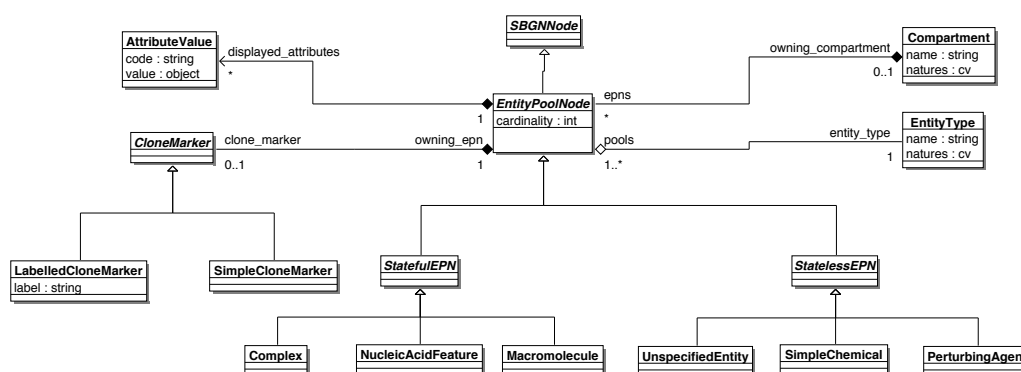 SBGNNode
AttributeValue
code : string
value : object
displayed_attributes
*
owning_compartment
0..1
Compartment
name : string
natures : cv
EntityPoolNode
cardinality : int
1
epns
*
CloneMarker
clone_marker
0..1
owning_epn
1
pools
1..*
entity_type
1
EntityType
name : string
natures : cv
LabelledCloneMarker
label : string
SimpleCloneMarker
StatefulEPN
StatelessEPN
Complex
NucleicAcidFeature
Macromolecule
UnspecifiedEntity
SimpleChemical
PerturbingAgen